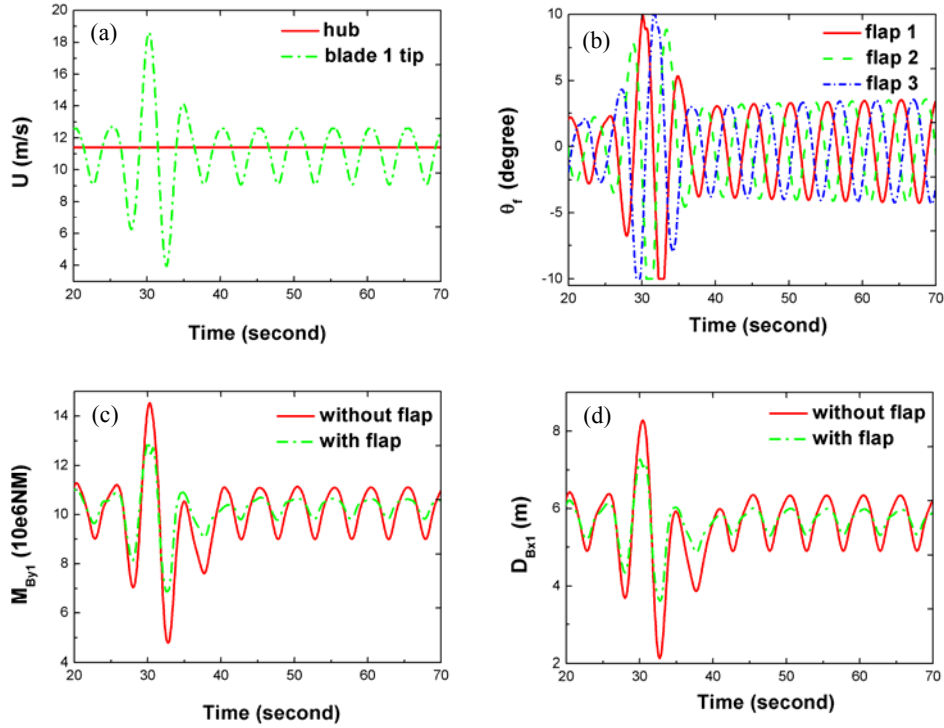 (a)
hub
blade 1 tip
U (m/s)
20
18
16
14
12
10
8
6
4
20 30 40 50 60 70
Time (second)
(b)
flap 1
flap 2
flap 3
θf (degree)
10
5
0
-5
-10
20 30 40 50 60 70
Time (second)
(c)
without flap
with flap
MBy1 (10e6NM)
14
12
10
8
6
4
20 30 40 50 60 70
Time (second)
(d)
without flap
with flap
DBx1 (m)
8
6
4
2
20 30 40 50 60 70
Time (second)